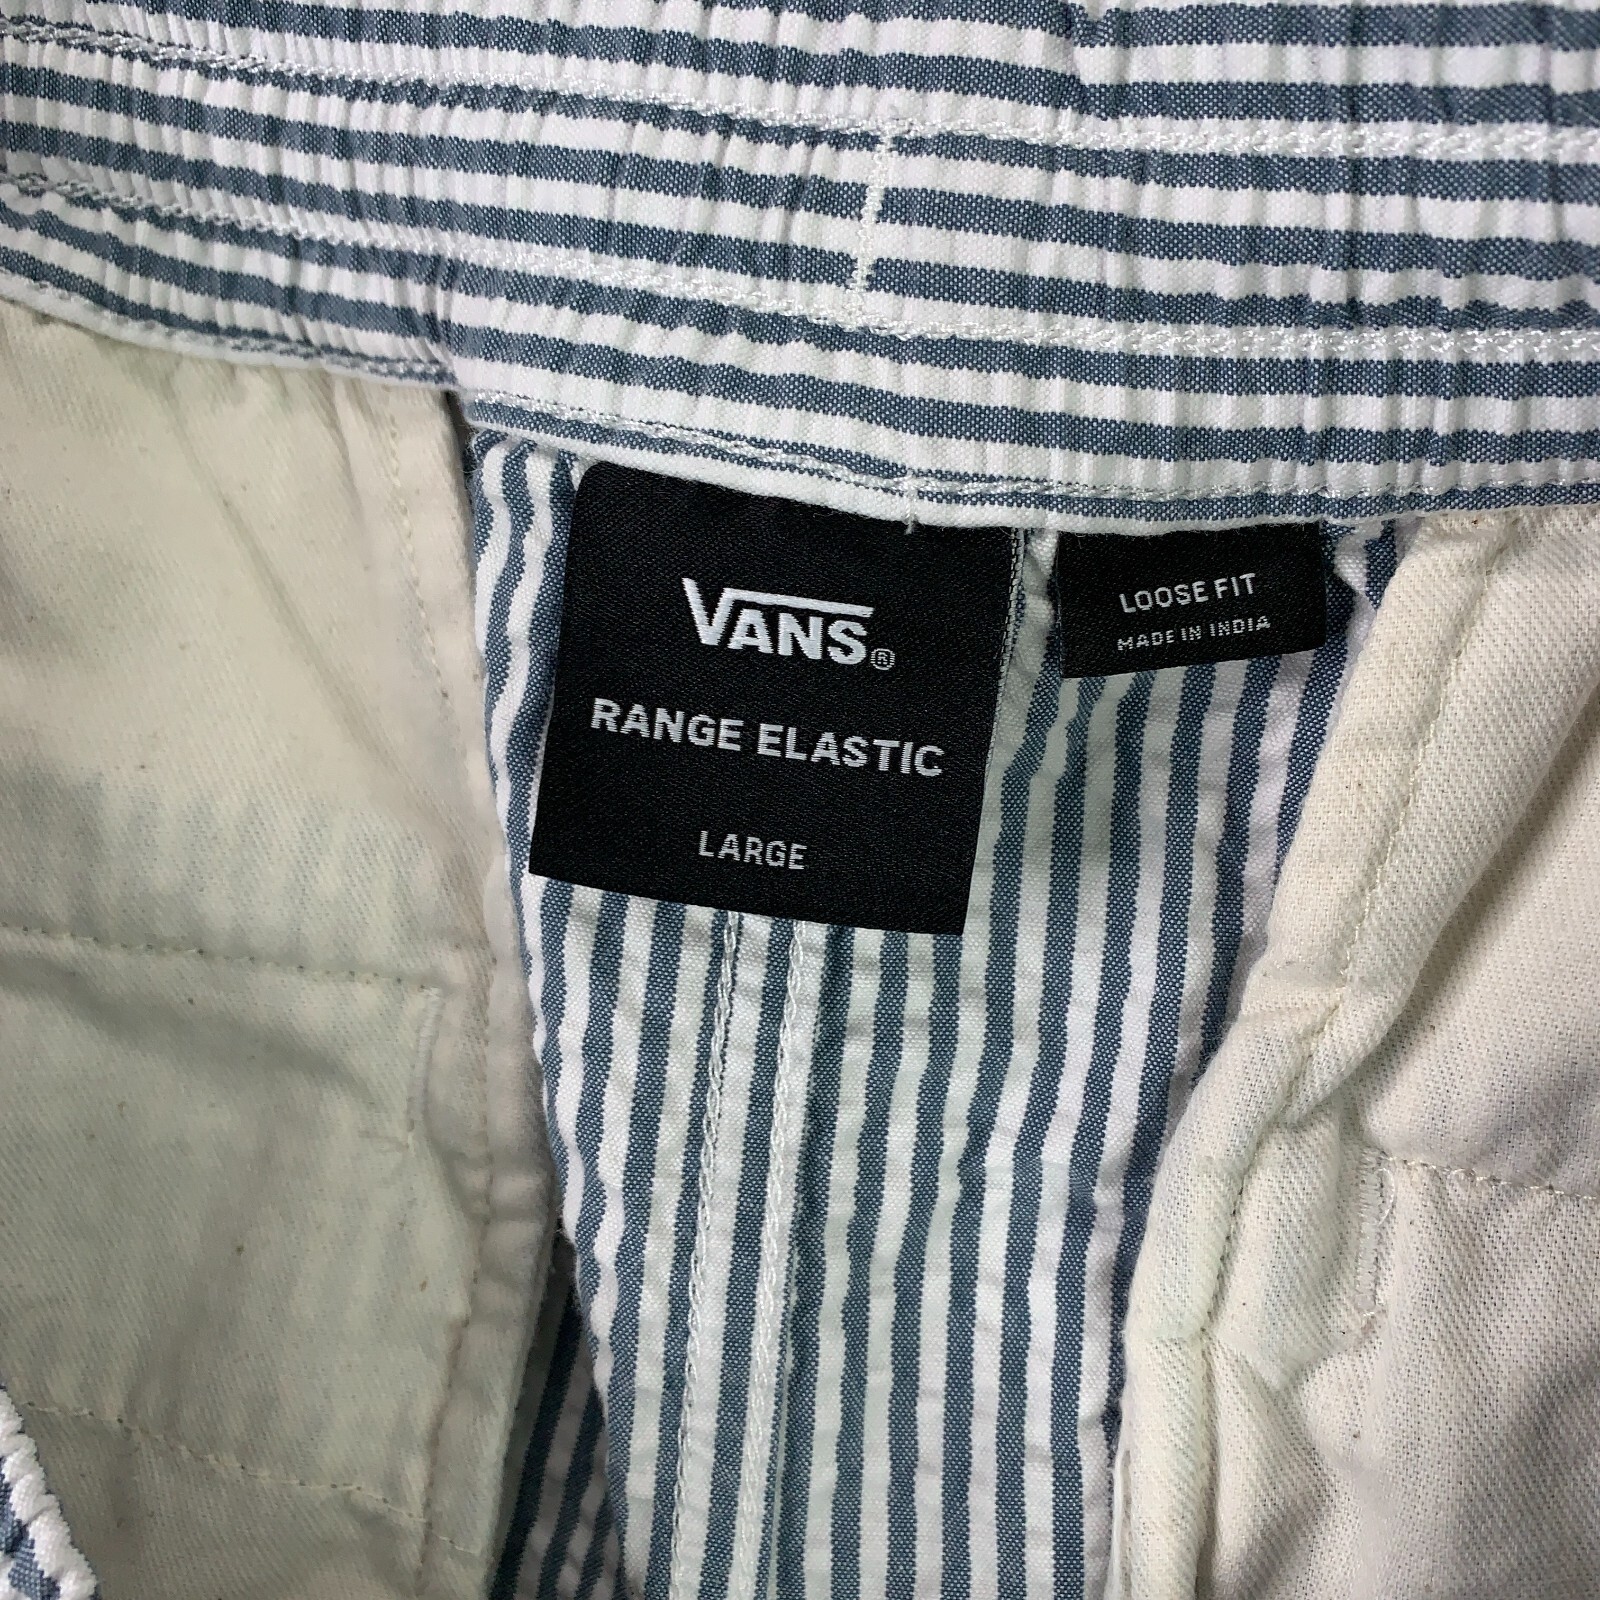 VANS®
RANGE ELASTIC
LARGE
LOOSE FIT
MADE IN INDIA